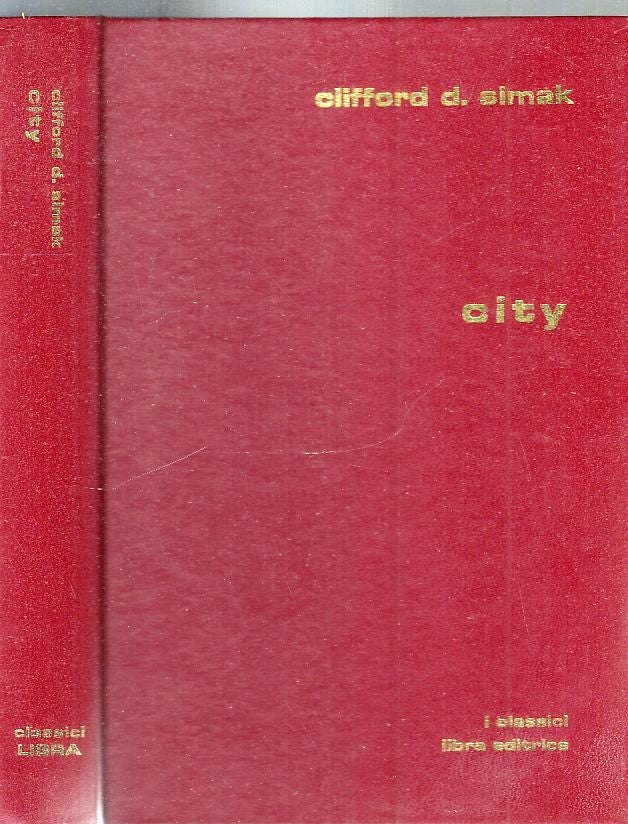 clifford d. simak
city
clifford d. simak
city
i classici
libra editrice
classici
LIBRA